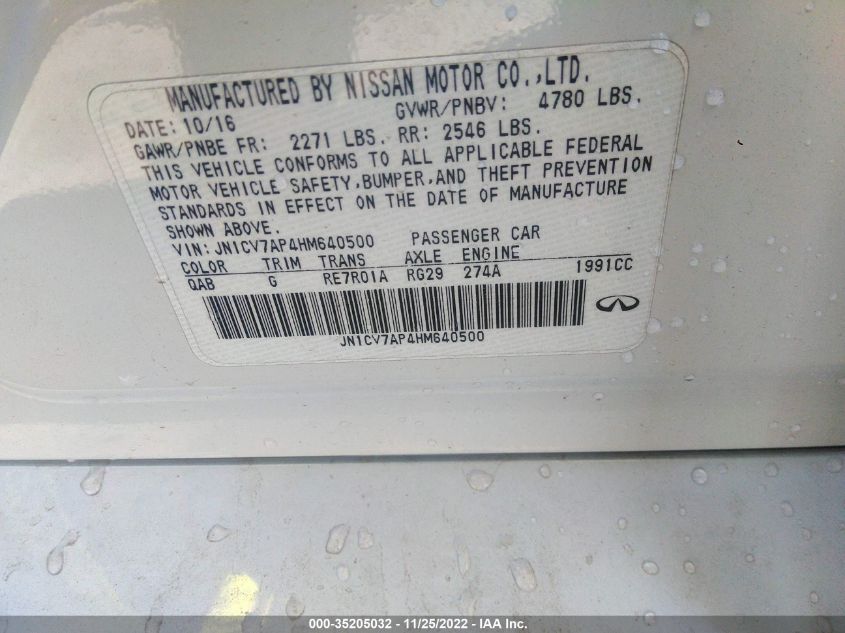 MANUFACTURED BY NISSAN MOTOR CO.,LTD.
DATE: 10/16 GVWR/PNBV: 4780 LBS.
GAWR/PNBE FR: 2271 LBS. RR: 2546 LBS.
THIS VEHICLE CONFORMS TO ALL APPLICABLE FEDERAL
MOTOR VEHICLE SAFETY,BUMPER,AND THEFT PREVENTION
STANDARDS IN EFFECT ON THE DATE OF MANUFACTURE
SHOWN ABOVE.
VIN: JN1CV7AP4HM640500 PASSENGER CAR
COLOR TRIM TRANS AXLE ENGINE
QAB G RE7R01A RG29 274A 1991CC
JN1CV7AP4HM640500
000-35205032 - 11/25/2022 - © IAA Inc.